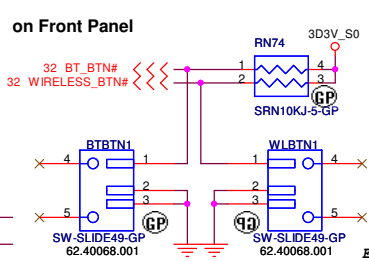 on Front Panel
RN74
3D3V_S0
32 BT_BTN#
1
4
32 WIRELESS_BTN#
2
3
GP
SRN10KJ-5-GP
BTBTN1
WLBTN1
4
1
1
4
2
2
3
3
5
GP
GP
5
SW-SLIDE49-GP
SW-SLIDE49-GP
62.40068.001
62.40068.001